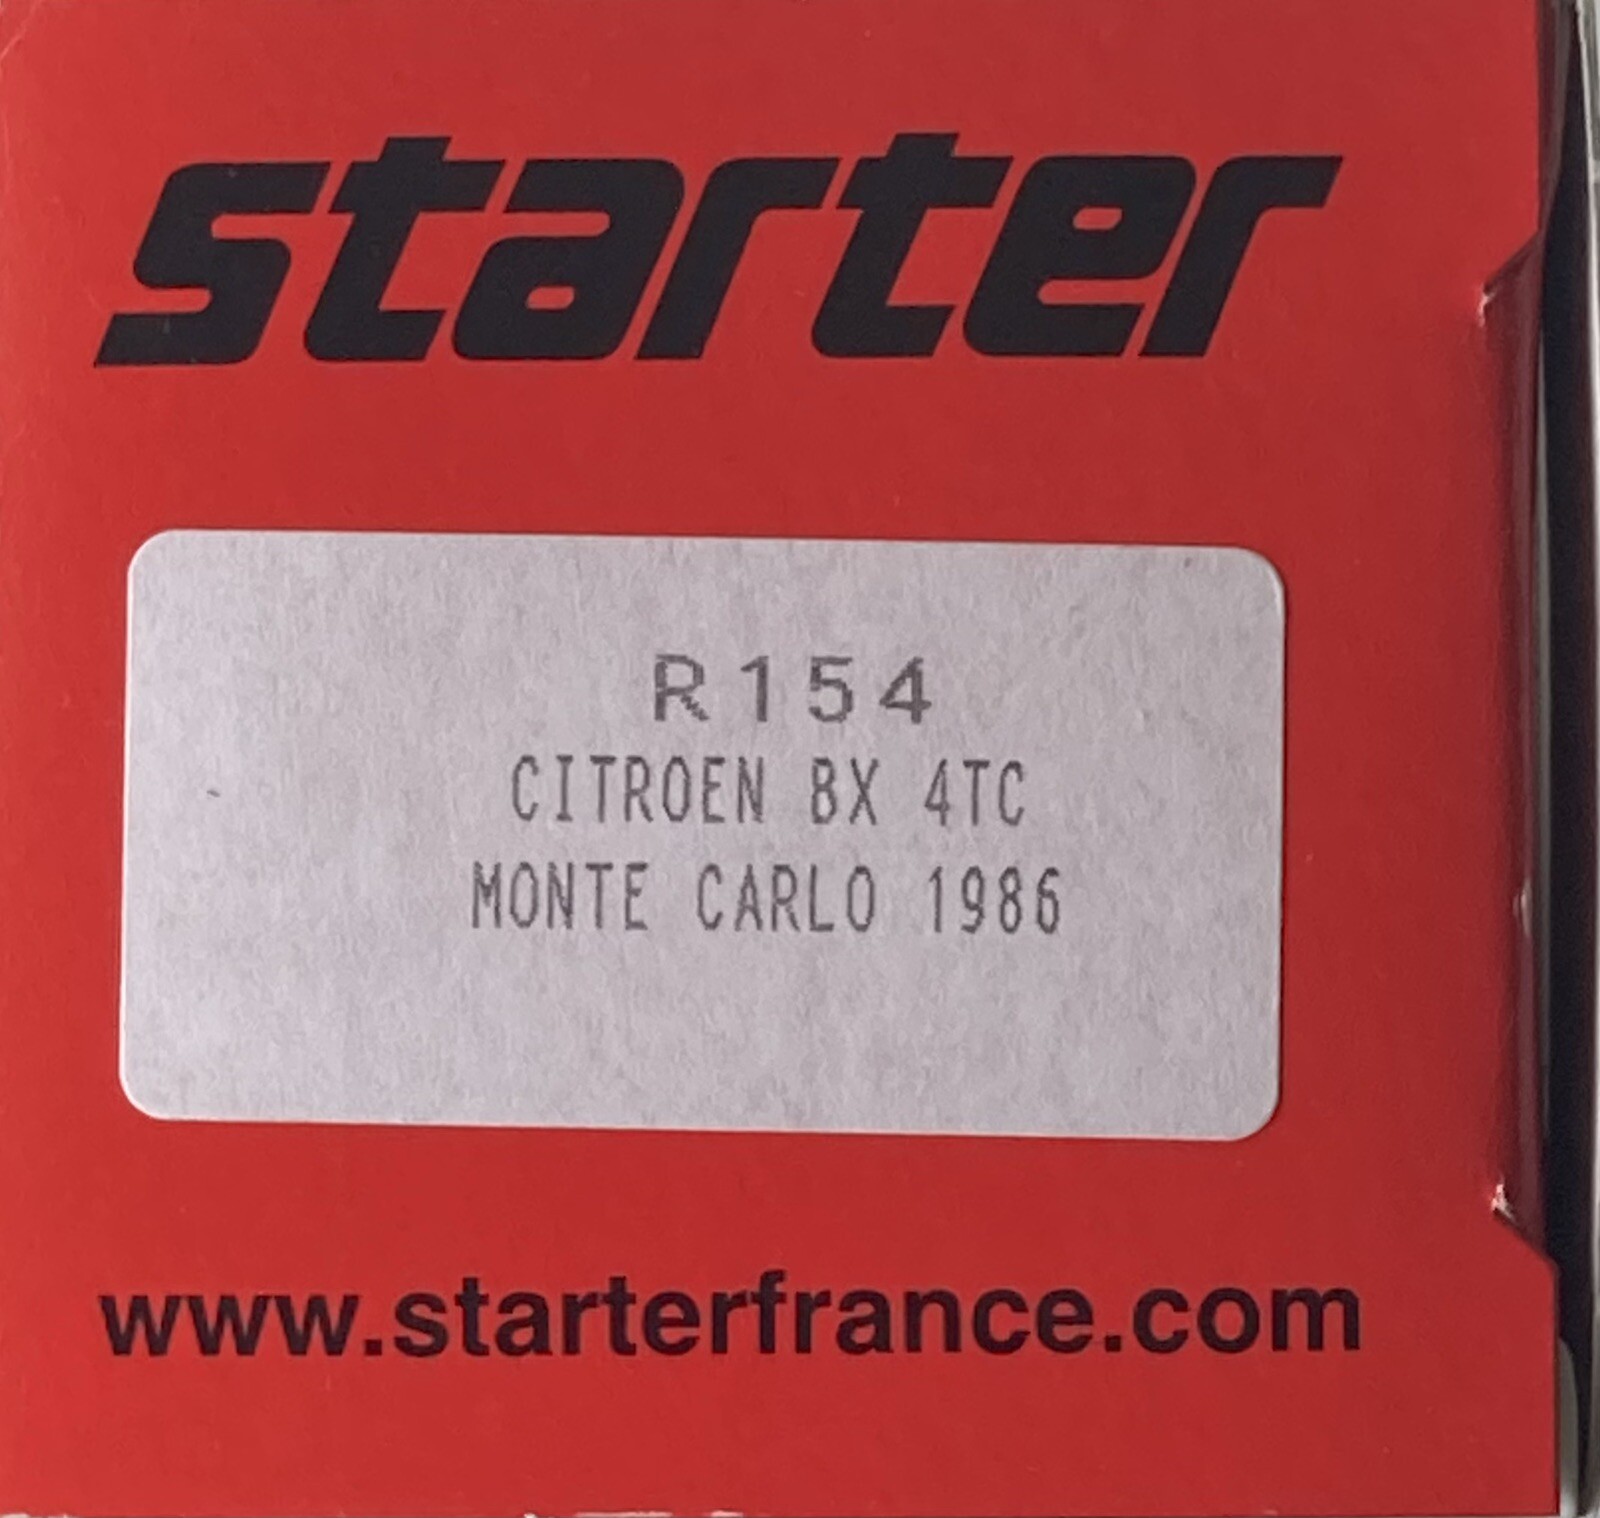 starter
R154
CITROEN BX 4TC
MONTE CARLO 1986
www.starterfrance.com